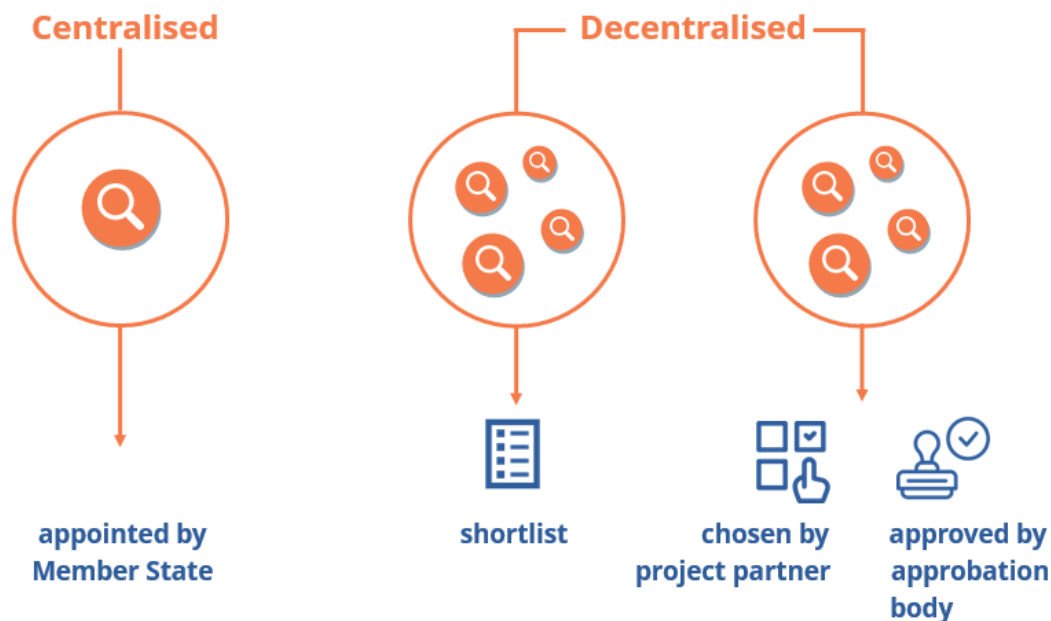 Centralised
Decentralised
appointed by
Member State
shortlist
chosen by
project partner
approved by
approbation
body